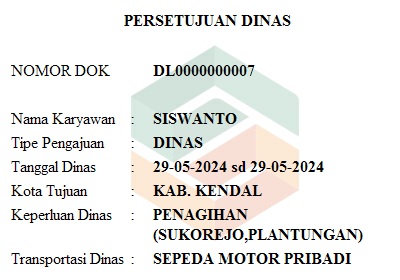 PERSETUJUAN DINAS
NOMOR DOK DL0000000007
Nama Karyawan : SISWANTO
Tipe Pengajuan : DINAS
Tanggal Dinas : 29-05-2024 sd 29-05-2024
Kota Tujuan : KAB. KENDAL
Keperluan Dinas : PENAGIHAN
(SUKOREJO,PLANTUNGAN)
Transportasi Dinas : SEPEDA MOTOR PRIBADI